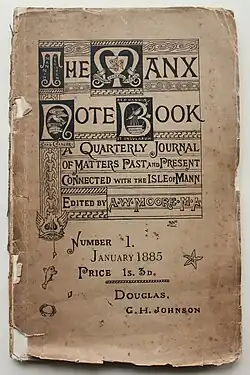 THE MANX
NOTE BOOK
A QUARTERLY JOURNAL
OF MATTERS PAST AND PRESENT
CONNECTED WITH THE ISLE OF MANN
EDITED BY A.W. MOORE, M.A.
NUMBER 1.
JANUARY 1885
PRICE 1S. 3D.
DOUGLAS,
G. H. JOHNSON